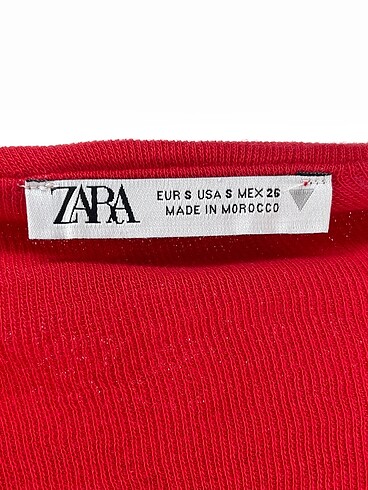 ZARA
EUR S USA S MEX 26
MADE IN MOROCCO